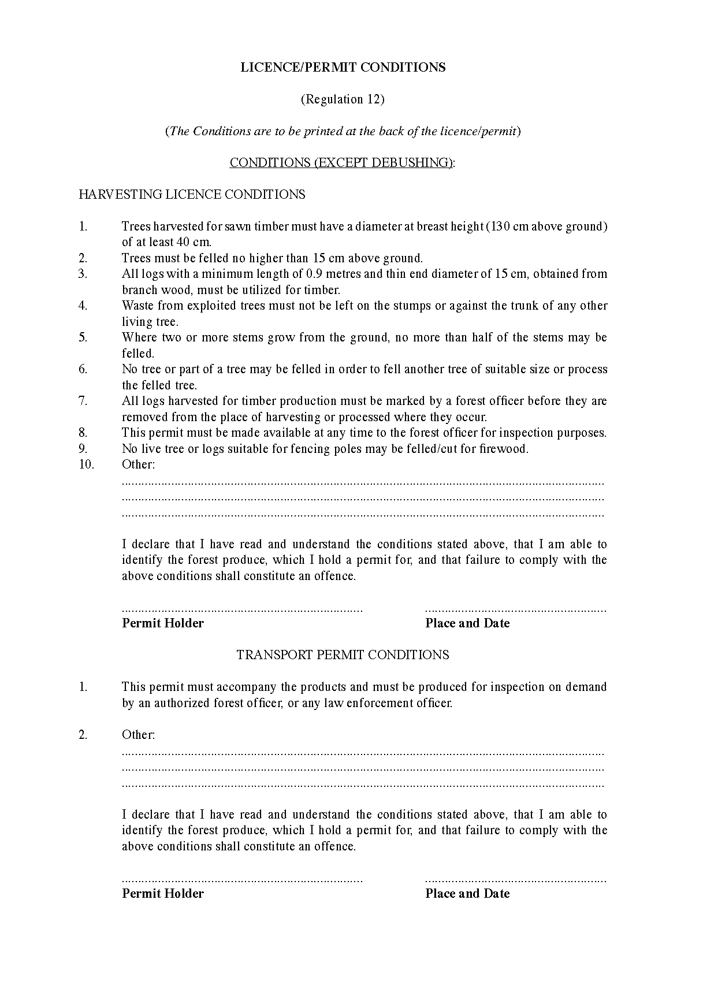 LICENCE/PERMIT CONDITIONS
(Regulation 12)
(The Conditions are to be printed at the back of the licence/permit)
CONDITIONS (EXCEPT DEBUSHING):
HARVESTING LICENCE CONDITIONS
1. Trees harvested for sawn timber must have a diameter at breast height (130 cm above ground)
of at least 40 cm.
2. Trees must be felled no higher than 15 cm above ground.
3. All logs with a minimum length of 0.9 metres and thin end diameter of 15 cm, obtained from
branch wood, must be utilized for timber.
4. Waste from exploited trees must not be left on the stumps or against the trunk of any other
living tree.
5. Where two or more stems grow from the ground, no more than half of the stems may be
felled.
6. No tree or part of a tree may be felled in order to fell another tree of suitable size or process
the felled tree.
7. All logs harvested for timber production must be marked by a forest officer before they are
removed from the place of harvesting or processed where they occur.
8. This permit must be made available at any time to the forest officer for inspection purposes.
9. No live tree or logs suitable for fencing poles may be felled/cut for firewood.
10. Other:
..................................................................................................................................................
..................................................................................................................................................
..................................................................................................................................................
I declare that I have read and understand the conditions stated above, that I am able to
identify the forest produce, which I hold a permit for, and that failure to comply with the
above conditions shall constitute an offence.
......................................................................... .......................................................
Permit Holder Place and Date
TRANSPORT PERMIT CONDITIONS
1. This permit must accompany the products and must be produced for inspection on demand
by an authorized forest officer, or any law enforcement officer.
2. Other:
..................................................................................................................................................
..................................................................................................................................................
..................................................................................................................................................
I declare that I have read and understand the conditions stated above, that I am able to
identify the forest produce, which I hold a permit for, and that failure to comply with the
above conditions shall constitute an offence.
......................................................................... .......................................................
Permit Holder Place and Date